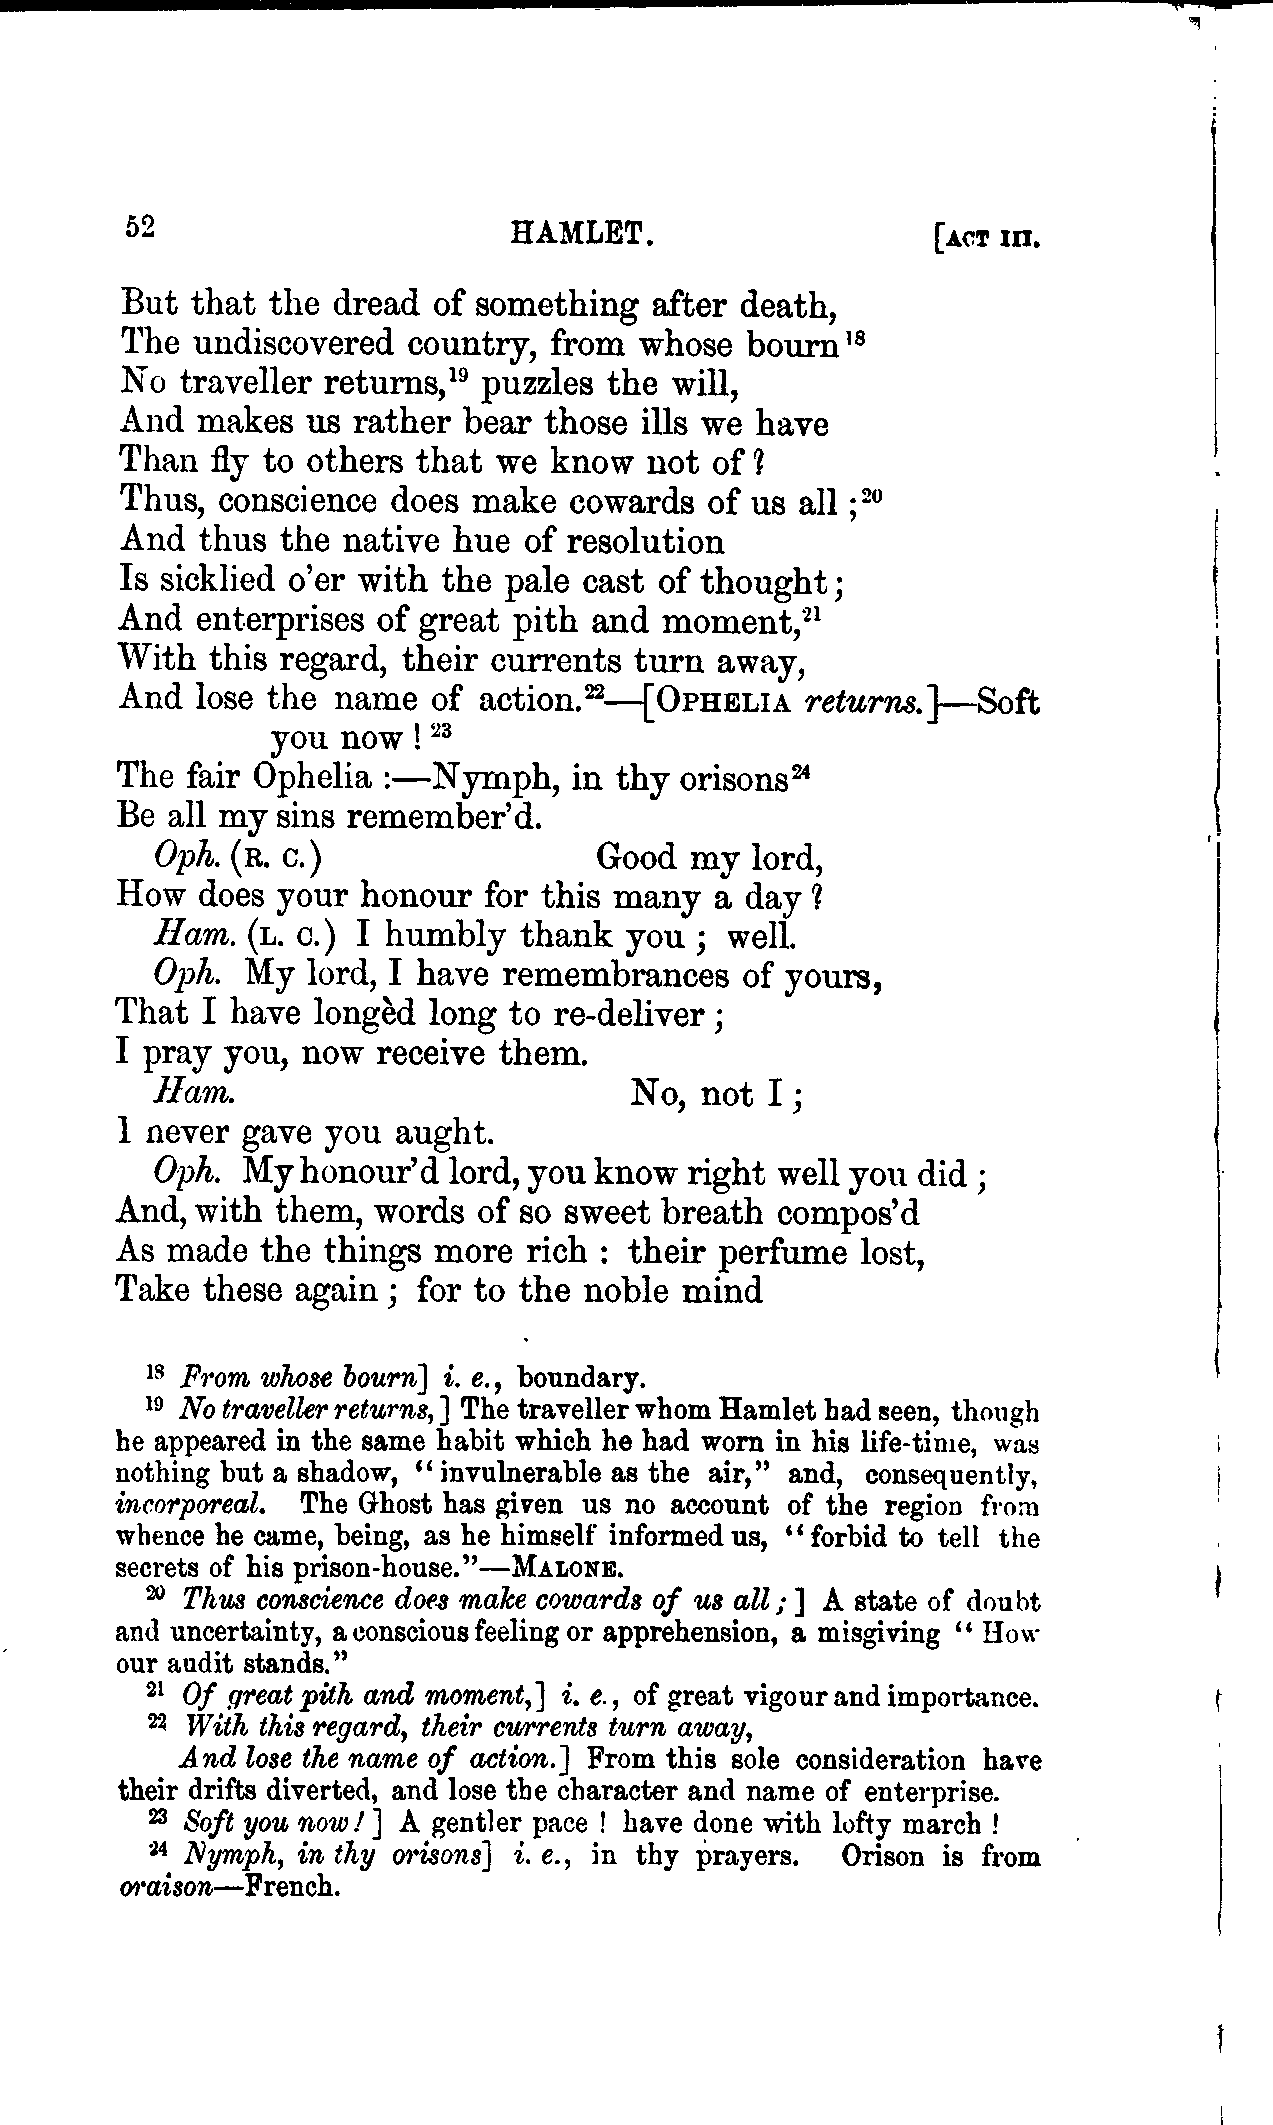 52 HAMLET. [ACT III.
But that the dread of something after death,
The undiscovered country, from whose bourn¹⁸
No traveller returns,¹⁹ puzzles the will,
And makes us rather bear those ills we have
Than fly to others that we know not of?
Thus, conscience does make cowards of us all;²⁰
And thus the native hue of resolution
Is sicklied o'er with the pale cast of thought;
And enterprises of great pith and moment,²¹
With this regard, their currents turn away,
And lose the name of action.²²—[OPHELIA returns.]—Soft
you now!²³
The fair Ophelia:—Nymph, in thy orisons²⁴
Be all my sins remember'd.
Oph. (R. C.) Good my lord,
How does your honour for this many a day?
Ham. (L. C.) I humbly thank you; well.
Oph. My lord, I have remembrances of yours,
That I have longèd long to re-deliver;
I pray you, now receive them.
Ham. No, not I;
I never gave you aught.
Oph. My honour'd lord, you know right well you did;
And, with them, words of so sweet breath compos'd
As made the things more rich: their perfume lost,
Take these again; for to the noble mind
¹⁸ From whose bourn] i. e., boundary.
¹⁹ No traveller returns,] The traveller whom Hamlet had seen, though
he appeared in the same habit which he had worn in his life-time, was
nothing but a shadow, "invulnerable as the air," and, consequently,
incorporeal. The Ghost has given us no account of the region from
whence he came, being, as he himself informed us, "forbid to tell the
secrets of his prison-house."—MALONE.
²⁰ Thus conscience does make cowards of us all;] A state of doubt
and uncertainty, a conscious feeling or apprehension, a misgiving "How
our audit stands."
²¹ Of great pith and moment,] i. e., of great vigour and importance.
²² With this regard, their currents turn away,
And lose the name of action.] From this sole consideration have
their drifts diverted, and lose the character and name of enterprise.
²³ Soft you now!] A gentler pace! have done with lofty march!
²⁴ Nymph, in thy orisons] i. e., in thy prayers. Orison is from
oraison—French.